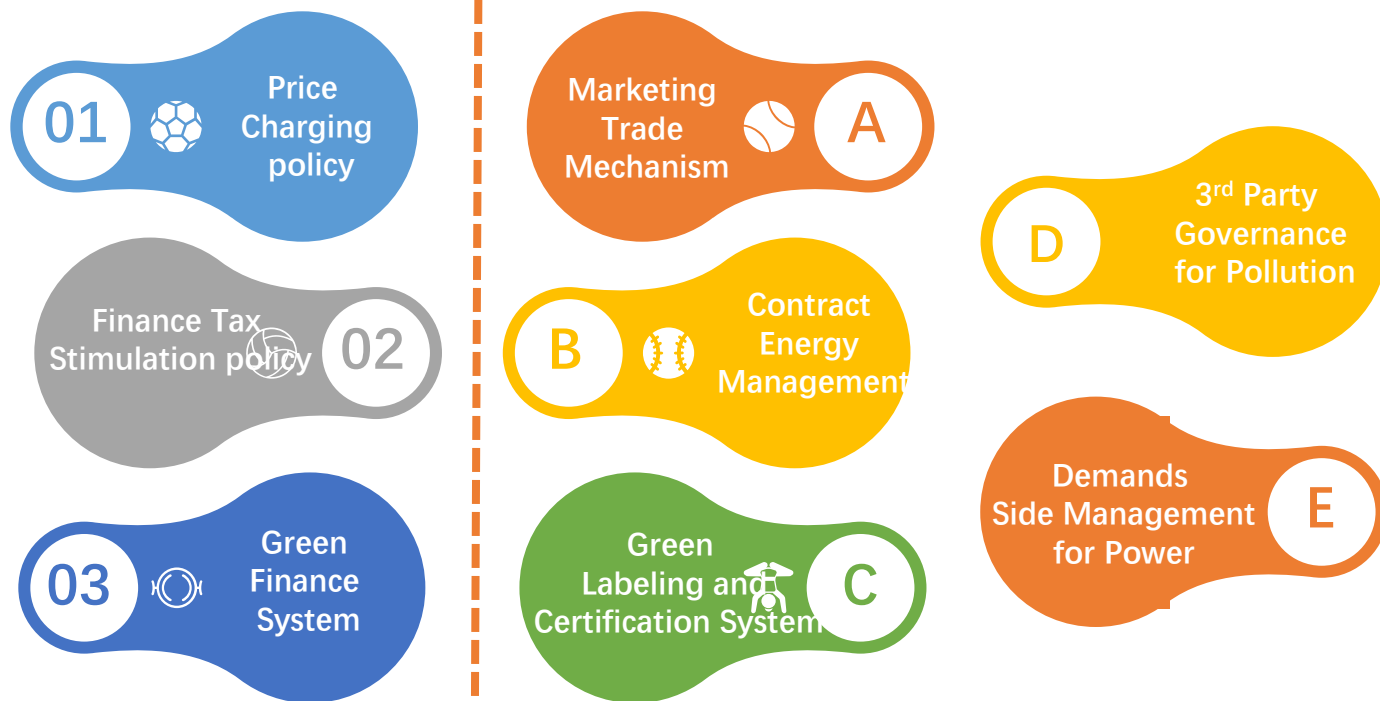 01
Price
Charging
policy
Finance Tax
Stimulation policy
02
03
Green
Finance
System
Marketing
Trade
Mechanism
A
B
Contract
Energy
Management
Green
Labeling and
Certification System
C
D
3rd Party
Governance
for Pollution
Demands
Side Management
for Power
E